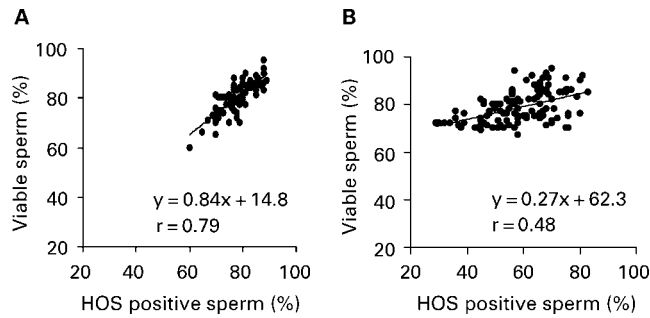 A
Viable sperm (%)
100
80
60
40
20
y = 0.84x + 14.8
r = 0.79
20 40 60 80 100
HOS positive sperm (%)
B
Viable sperm (%)
100
80
60
40
20
y = 0.27x + 62.3
r = 0.48
20 40 60 80 100
HOS positive sperm (%)